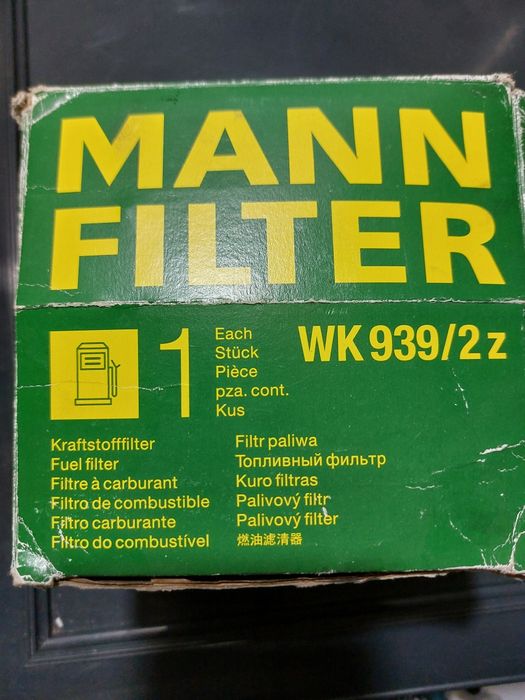 MANN
FILTER
1
Each
Stück
Pièce
pza. cont.
Kus
WK 939/2 z
Kraftstofffilter
Fuel filter
Filtre à carburant
Filtro de combustible
Filtro carburante
Filtro do combustível
Filtr paliwa
Топливный фильтр
Kuro filtras
Palivový filtr
Palivový filter
燃油滤清器